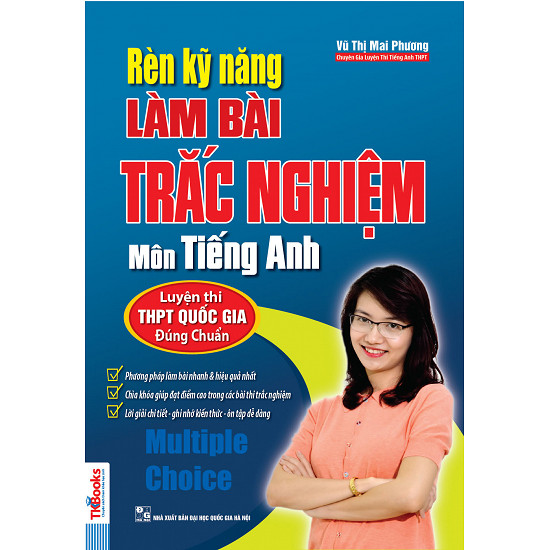 Vũ Thị Mai Phương
Chuyên Gia Luyện Thi Tiếng Anh THPT
Rèn kỹ năng
LÀM BÀI
TRẮC NGHIỆM
Môn Tiếng Anh
Luyện thi
THPT QUỐC GIA
Đúng Chuẩn
Phương pháp làm bài nhanh & hiệu quả nhất
Chìa khóa giúp đạt điểm cao trong các bài thi trắc nghiệm
Lời giải chi tiết - ghi nhớ kiến thức - ôn tập dễ dàng
Multiple
Choice
TKBooks
NHÀ XUẤT BẢN ĐẠI HỌC QUỐC GIA HÀ NỘI